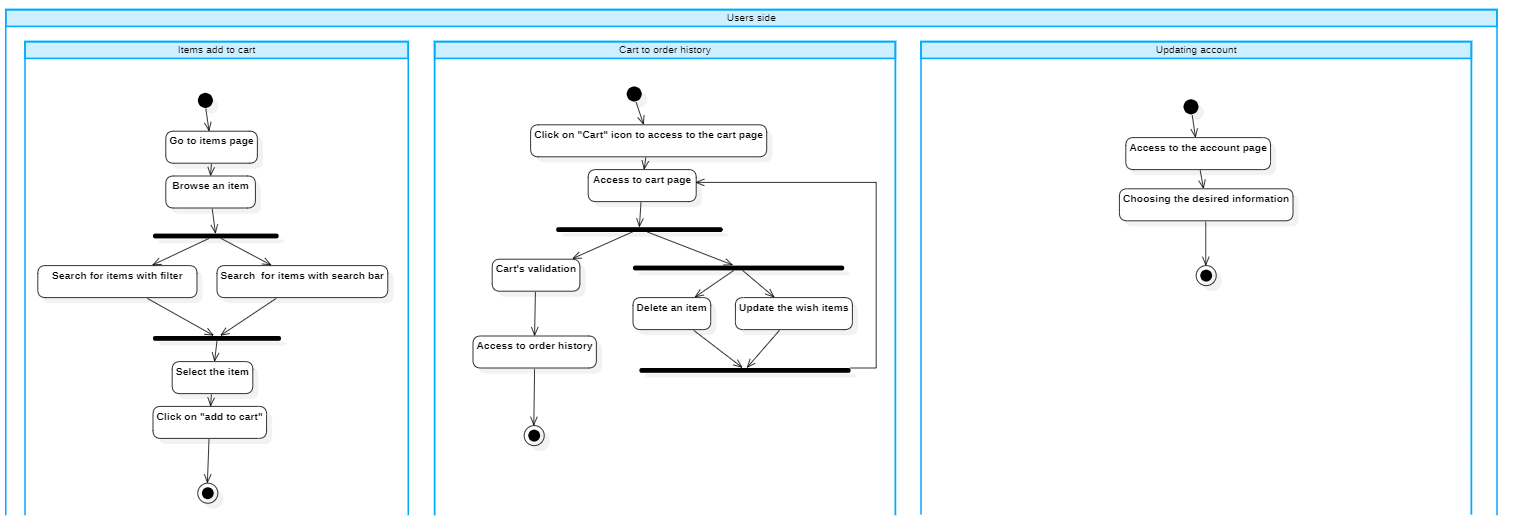 Users side
Items add to cart
Go to items page
Browse an item
Search for items with filter
Search  for items with search bar
Select the item
Click on "add to cart"
Cart to order history
Click on "Cart" icon to access to the cart page
Access to cart page
Cart's validation
Delete an item
Update the wish items
Access to order history
Updating account
Access to the account page
Choosing the desired information